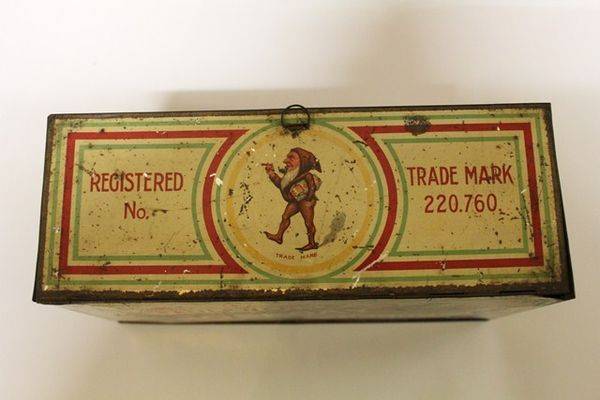 REGISTERED
No.
TRADE MARK
TRADE MARK
220.760.